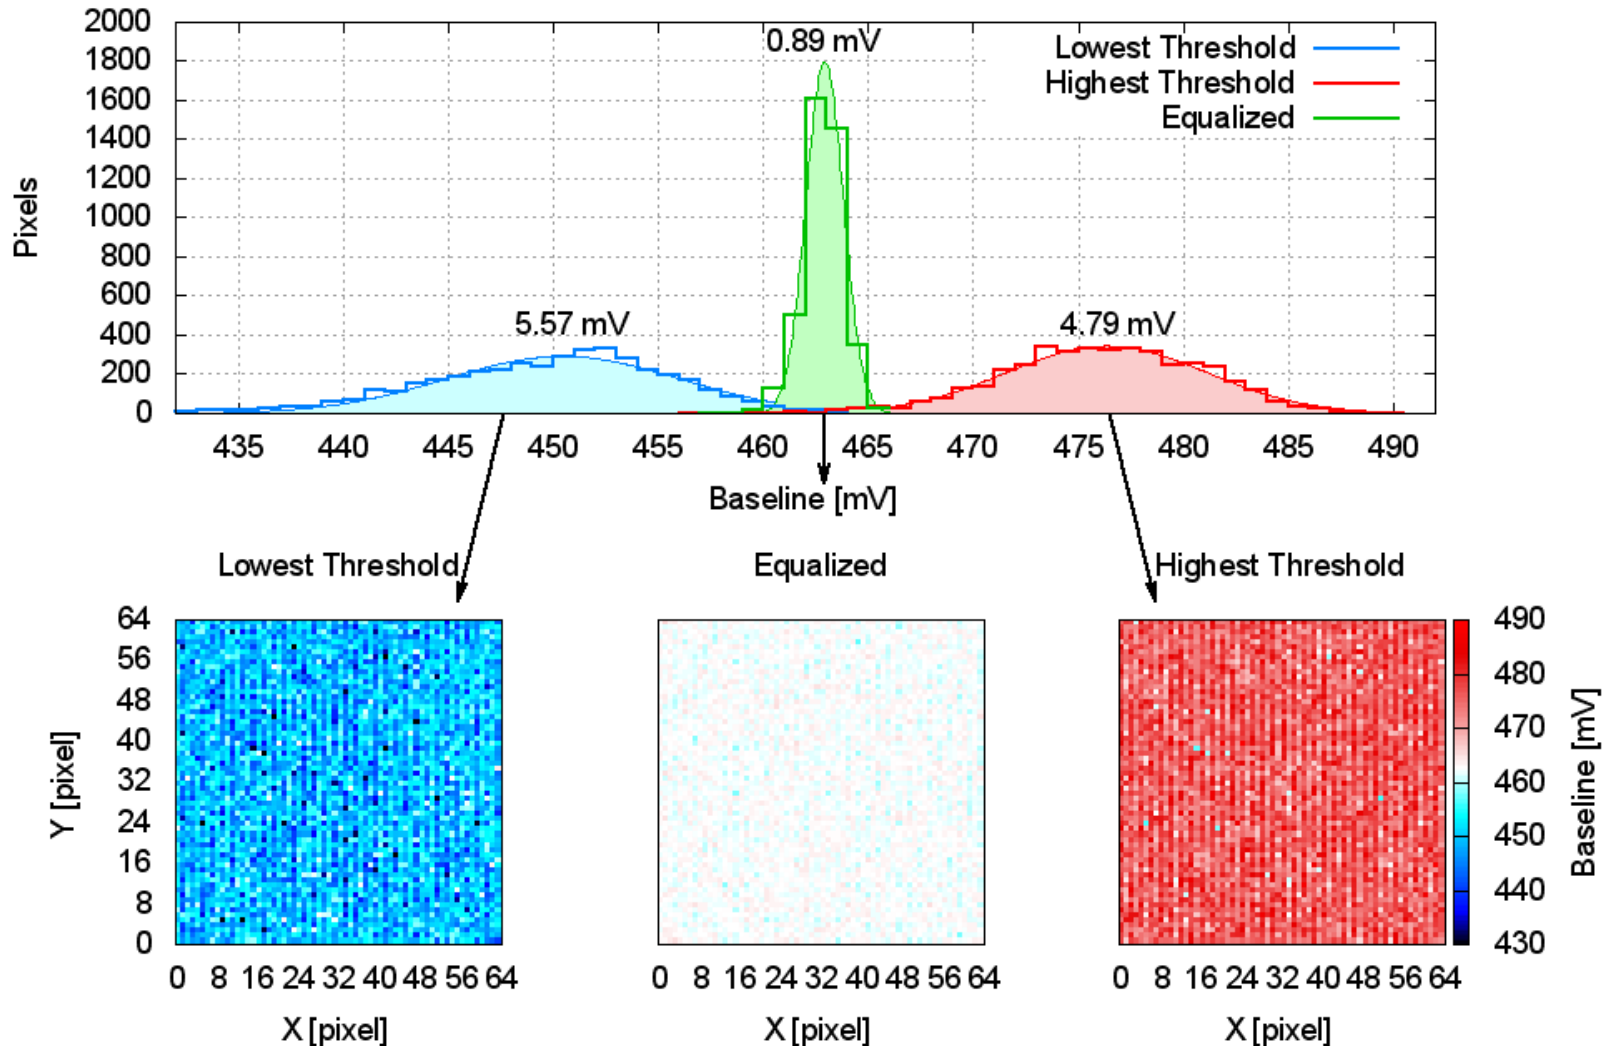 2000
1800
1600
1400
1200
1000
800
600
400
200
0
Pixels
0.89 mV
5.57 mV
4.79 mV
Lowest Threshold
Highest Threshold
Equalized
435 440 445 450 455 460 465 470 475 480 485 490
Baseline [mV]
Lowest Threshold
Equalized
Highest Threshold
64
56
48
40
32
24
16
8
0
Y [pixel]
0 8 16 24 32 40 48 56 64
X [pixel]
0 8 16 24 32 40 48 56 64
X [pixel]
0 8 16 24 32 40 48 56 64
X [pixel]
490
480
470
460
450
440
430
Baseline [mV]